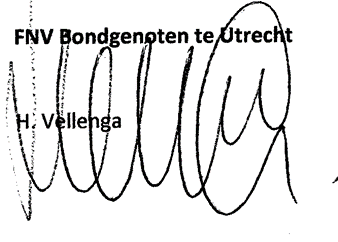 FNV Bondgenoten te Utrecht
H. Vellenga